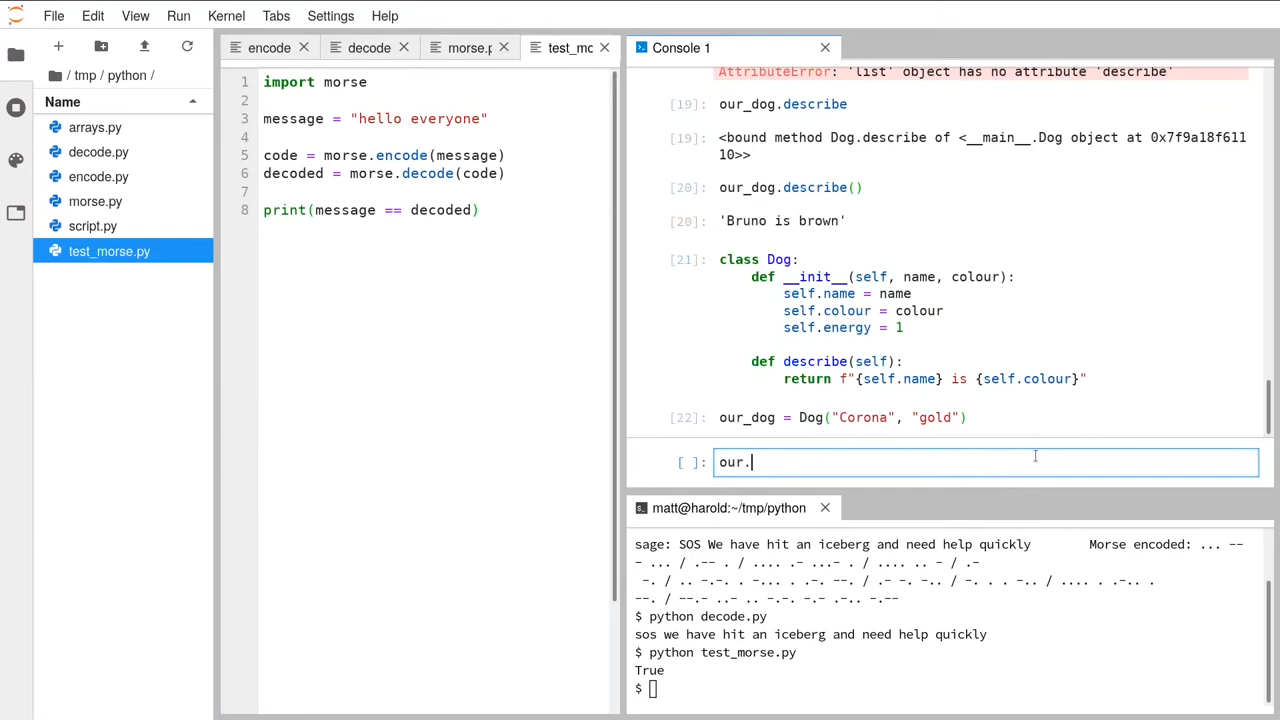 File Edit View Run Kernel Tabs Settings Help
/ tmp / python /
Name
arrays.py
decode.py
encode.py
morse.py
script.py
test_morse.py
encode
decode
morse.p
test_mo
1 import morse
2
3 message = "hello everyone"
4
5 code = morse.encode(message)
6 decoded = morse.decode(code)
7
8 print(message == decoded)
Console 1
AttributeError: 'list' object has no attribute 'describe'
[19]: our_dog.describe
[19]: <bound method Dog.describe of <__main__.Dog object at 0x7f9a18f611
10>>
[20]: our_dog.describe()
[20]: 'Bruno is brown'
[21]: class Dog:
def __init__(self, name, colour):
self.name = name
self.colour = colour
self.energy = 1
def describe(self):
return f"{self.name} is {self.colour}"
[22]: our_dog = Dog("Corona", "gold")
[ ]: our.
matt@harold:~/tmp/python
sage: SOS We have hit an iceberg and need help quickly Morse encoded: ... --
- ... / .-- . / .... .- ...- . / .... .. - / .-
-. / .. -.-. . -... . .-. --. / .- -. -.. / -. . . -.. / .... . .-.. .
--. / --.- ..- .. -.-. -.- .-.. -.--
$ python decode.py
sos we have hit an iceberg and need help quickly
$ python test_morse.py
True
$